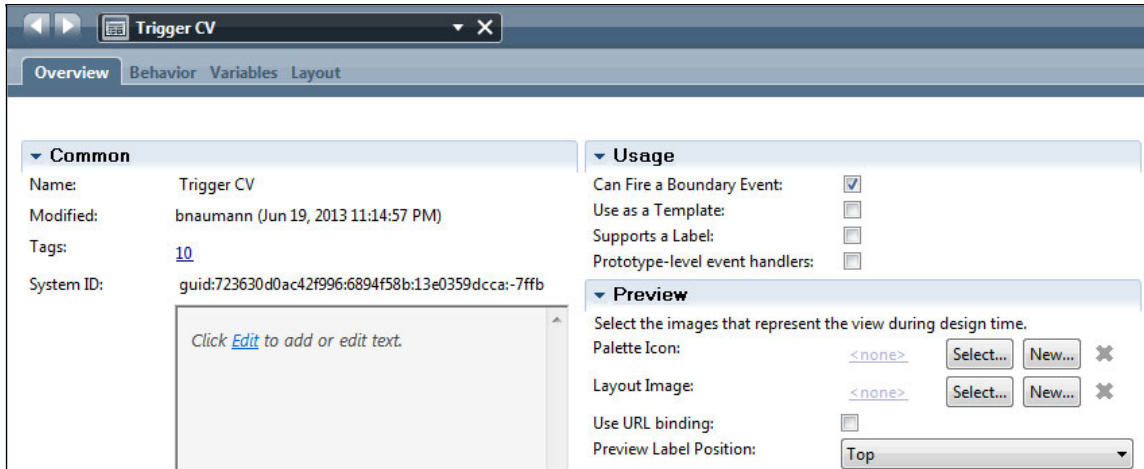 Trigger CV
Overview Behavior Variables Layout
Common
Name: Trigger CV
Modified: bnaumann (Jun 19, 2013 11:14:57 PM)
Tags: 10
System ID: guid:723630d0ac42f996:6894f58b:13e0359dcca:-7ffb
Click Edit to add or edit text.
Usage
Can Fire a Boundary Event:
Use as a Template:
Supports a Label:
Prototype-level event handlers:
Preview
Select the images that represent the view during design time.
Palette Icon: <none> Select... New...
Layout Image: <none> Select... New...
Use URL binding:
Preview Label Position: Top